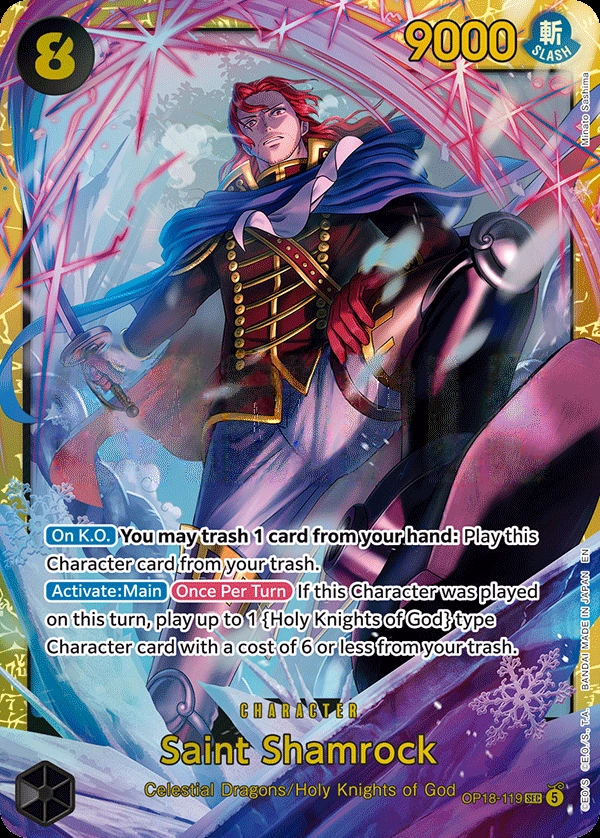 8
9000
斬
SLASH
Minato Sashima
On K.O. You may trash 1 card from your hand: Play this
Character card from your trash.
Activate:Main Once Per Turn If this Character was played
on this turn, play up to 1 {Holy Knights of God} type
Character card with a cost of 6 or less from your trash.
CHARACTER
Saint Shamrock
Celestial Dragons/Holy Knights of God
OP18-119 SEC 5
©E.O./S., T.A. BANDAI MADE IN JAPAN EN